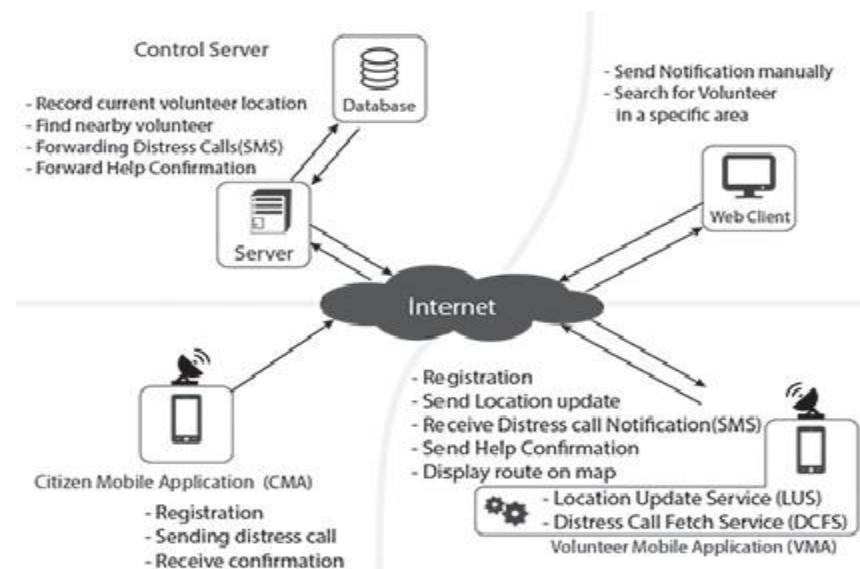 Control Server
Database
- Record current volunteer location
- Find nearby volunteer
- Forwarding Distress Calls(SMS)
- Forward Help Confirmation
Server
- Send Notification manually
- Search for Volunteer
in a specific area
Web Client
Internet
Citizen Mobile Application (CMA)
- Registration
- Sending distress call
- Receive confirmation
- Registration
- Send Location update
- Receive Distress call Notification(SMS)
- Send Help Confirmation
- Display route on map
- Location Update Service (LUS)
- Distress Call Fetch Service (DCFS)
Volunteer Mobile Application (VMA)